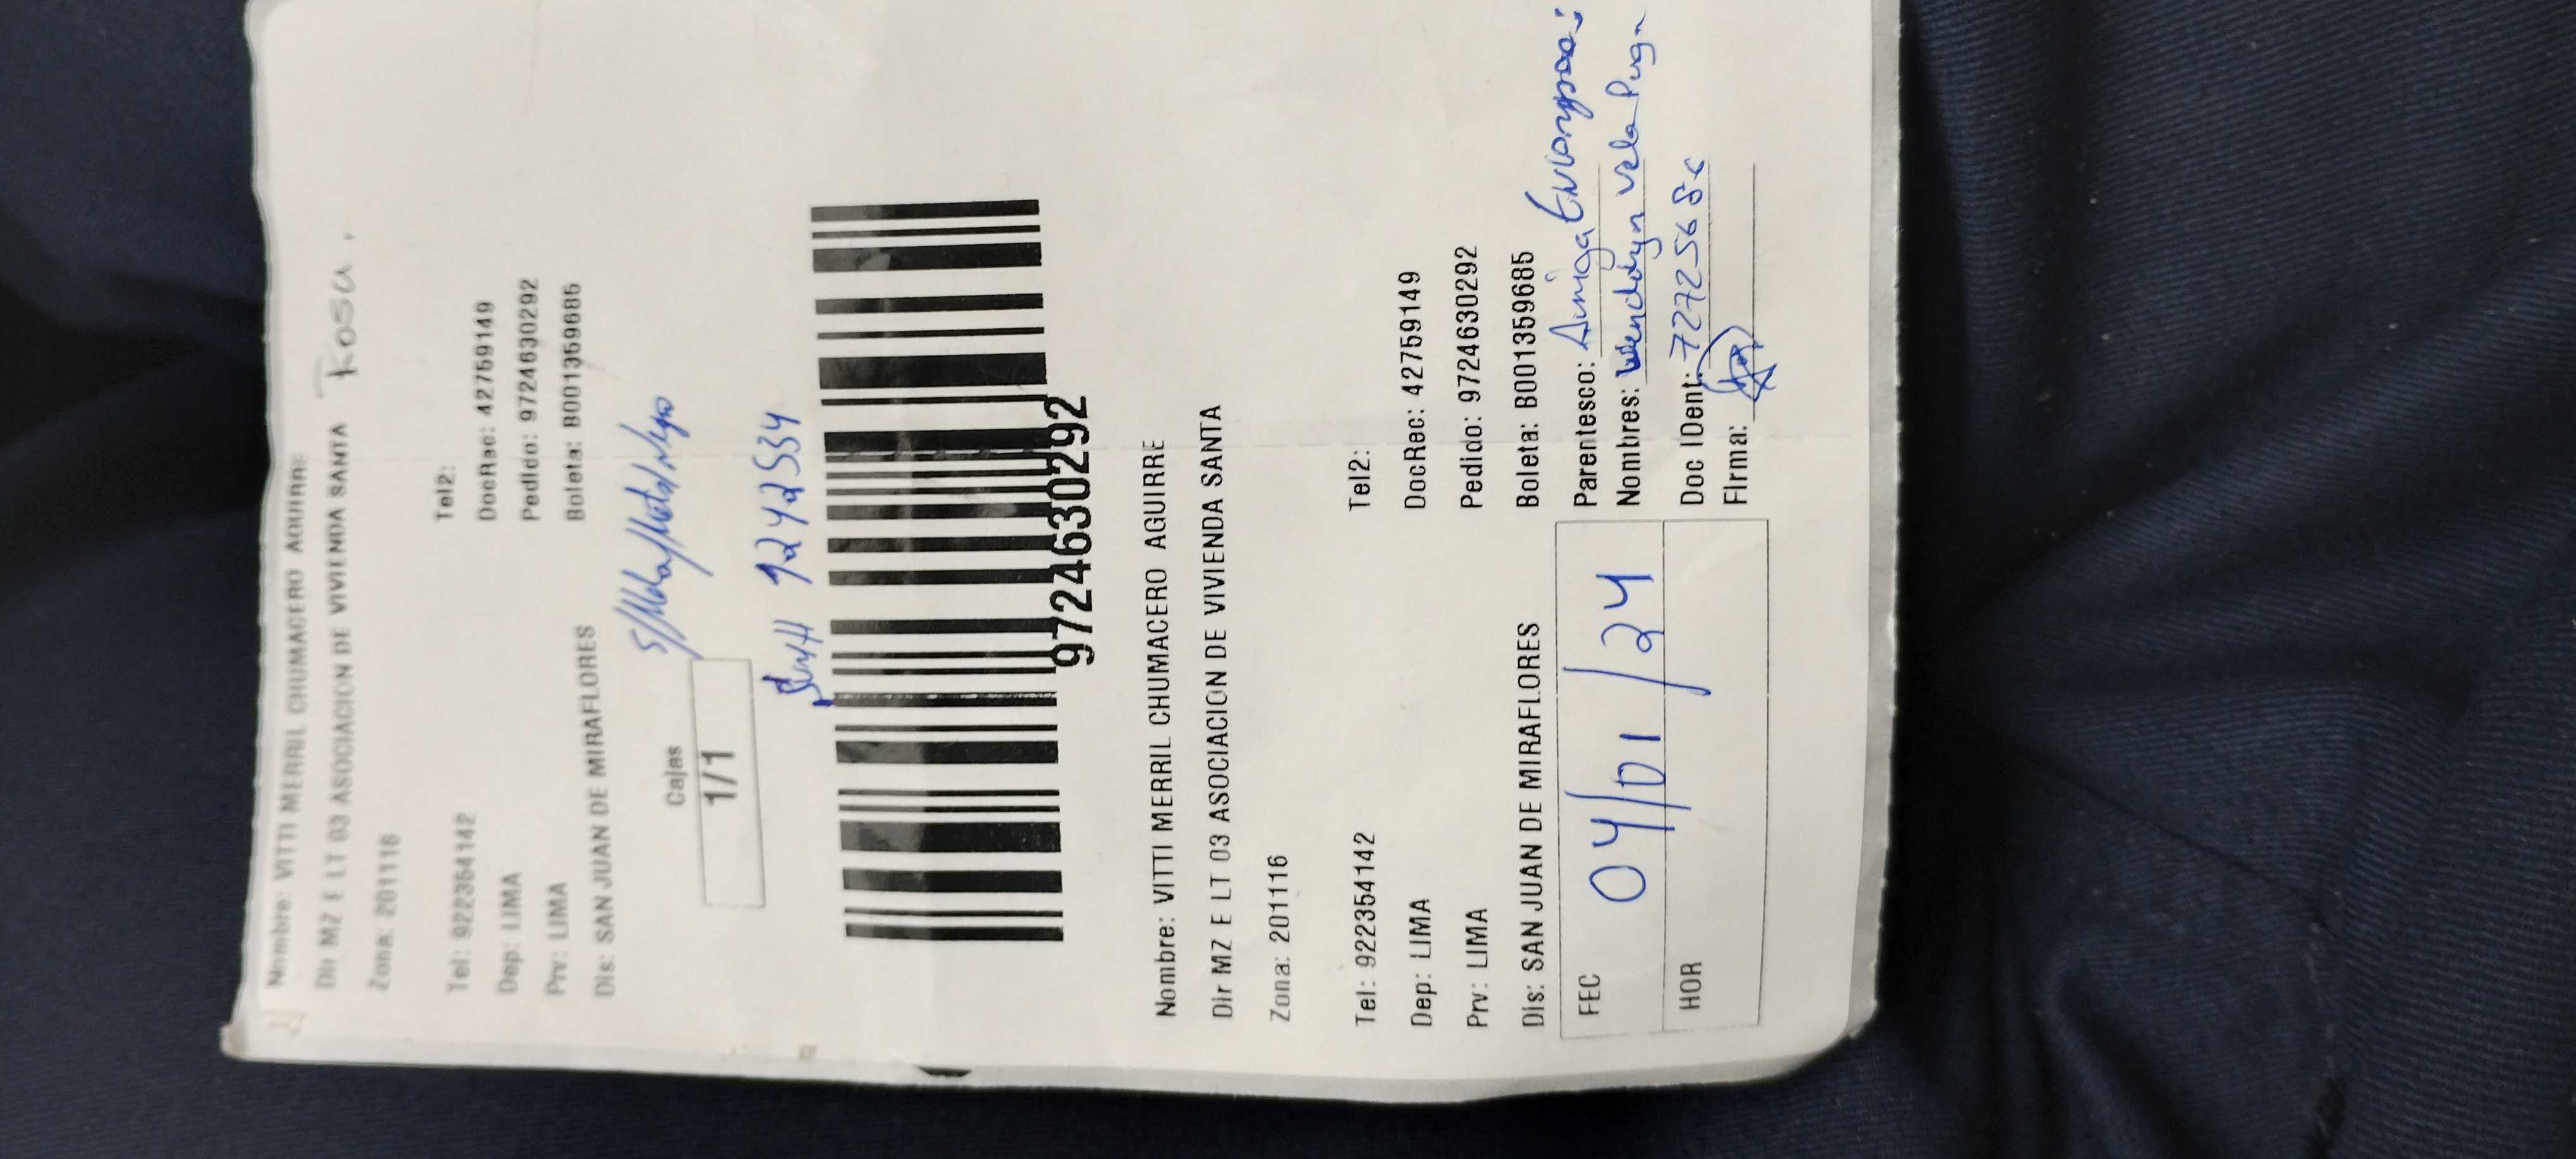 Nombre: VITTI MERRIL CHUMACERO AGUIRRE
Dir MZ E LT 03 ASOCIACION DE VIVIENDA SANTA Rosa.
Zona: 201116
Tel: 922354142 Tel2:
Dep: LIMA DocRec: 42759149
Prv: LIMA Pedido: 9724630292
Dis: SAN JUAN DE MIRAFLORES Boleta: B001359685
Cajas
1/1
9724630292
Nombre: VITTI MERRIL CHUMACERO AGUIRRE
Dir MZ E LT 03 ASOCIACION DE VIVIENDA SANTA
Zona: 201116
Tel: 922354142 Tel2:
Dep: LIMA DocRec: 42759149
Prv: LIMA Pedido: 9724630292
Dis: SAN JUAN DE MIRAFLORES Boleta: B001359685
FEC 04/01/24
HOR
Parentesco: Amiga
Nombres: Wendolyn Vela
Doc IDent:
Firma: